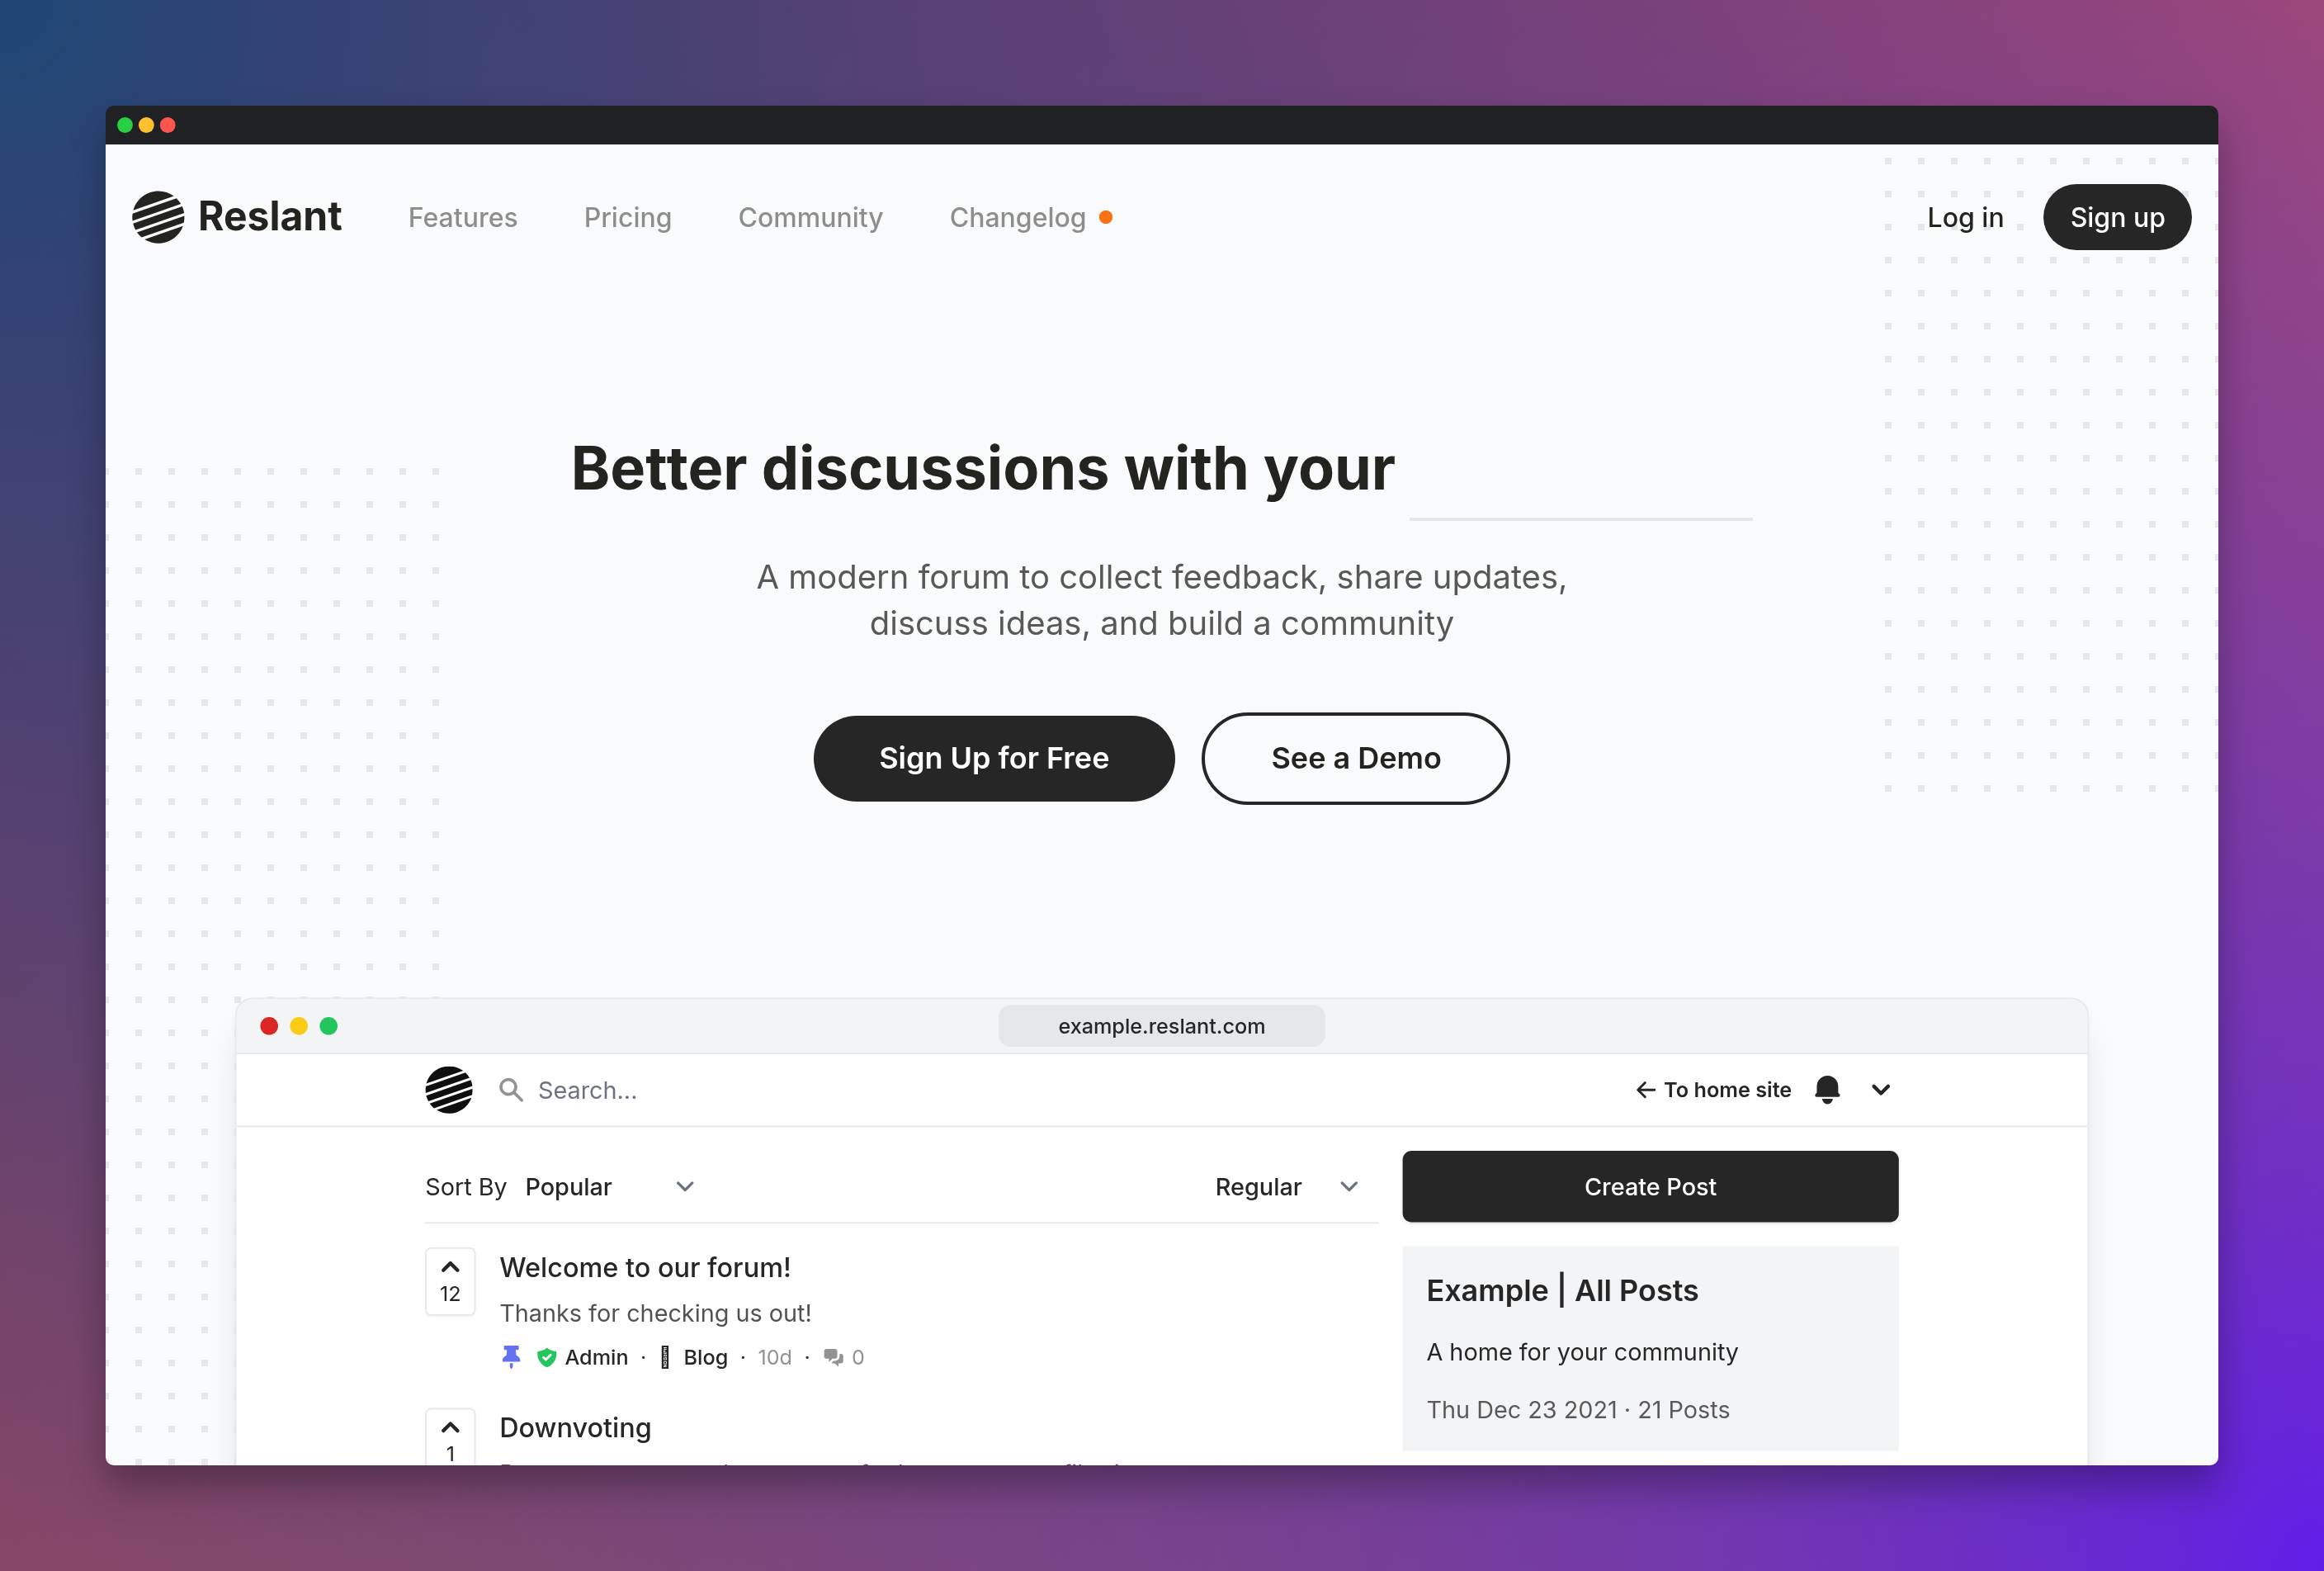 Reslant Features Pricing Community Changelog Log in Sign up
Better discussions with your
A modern forum to collect feedback, share updates,
discuss ideas, and build a community
Sign Up for Free See a Demo
example.reslant.com
Search... To home site
Sort By Popular Regular Create Post
12 Welcome to our forum!
Thanks for checking us out!
Admin · Blog · 10d · 0
Example | All Posts
A home for your community
Thu Dec 23 2021 · 21 Posts
1 Downvoting